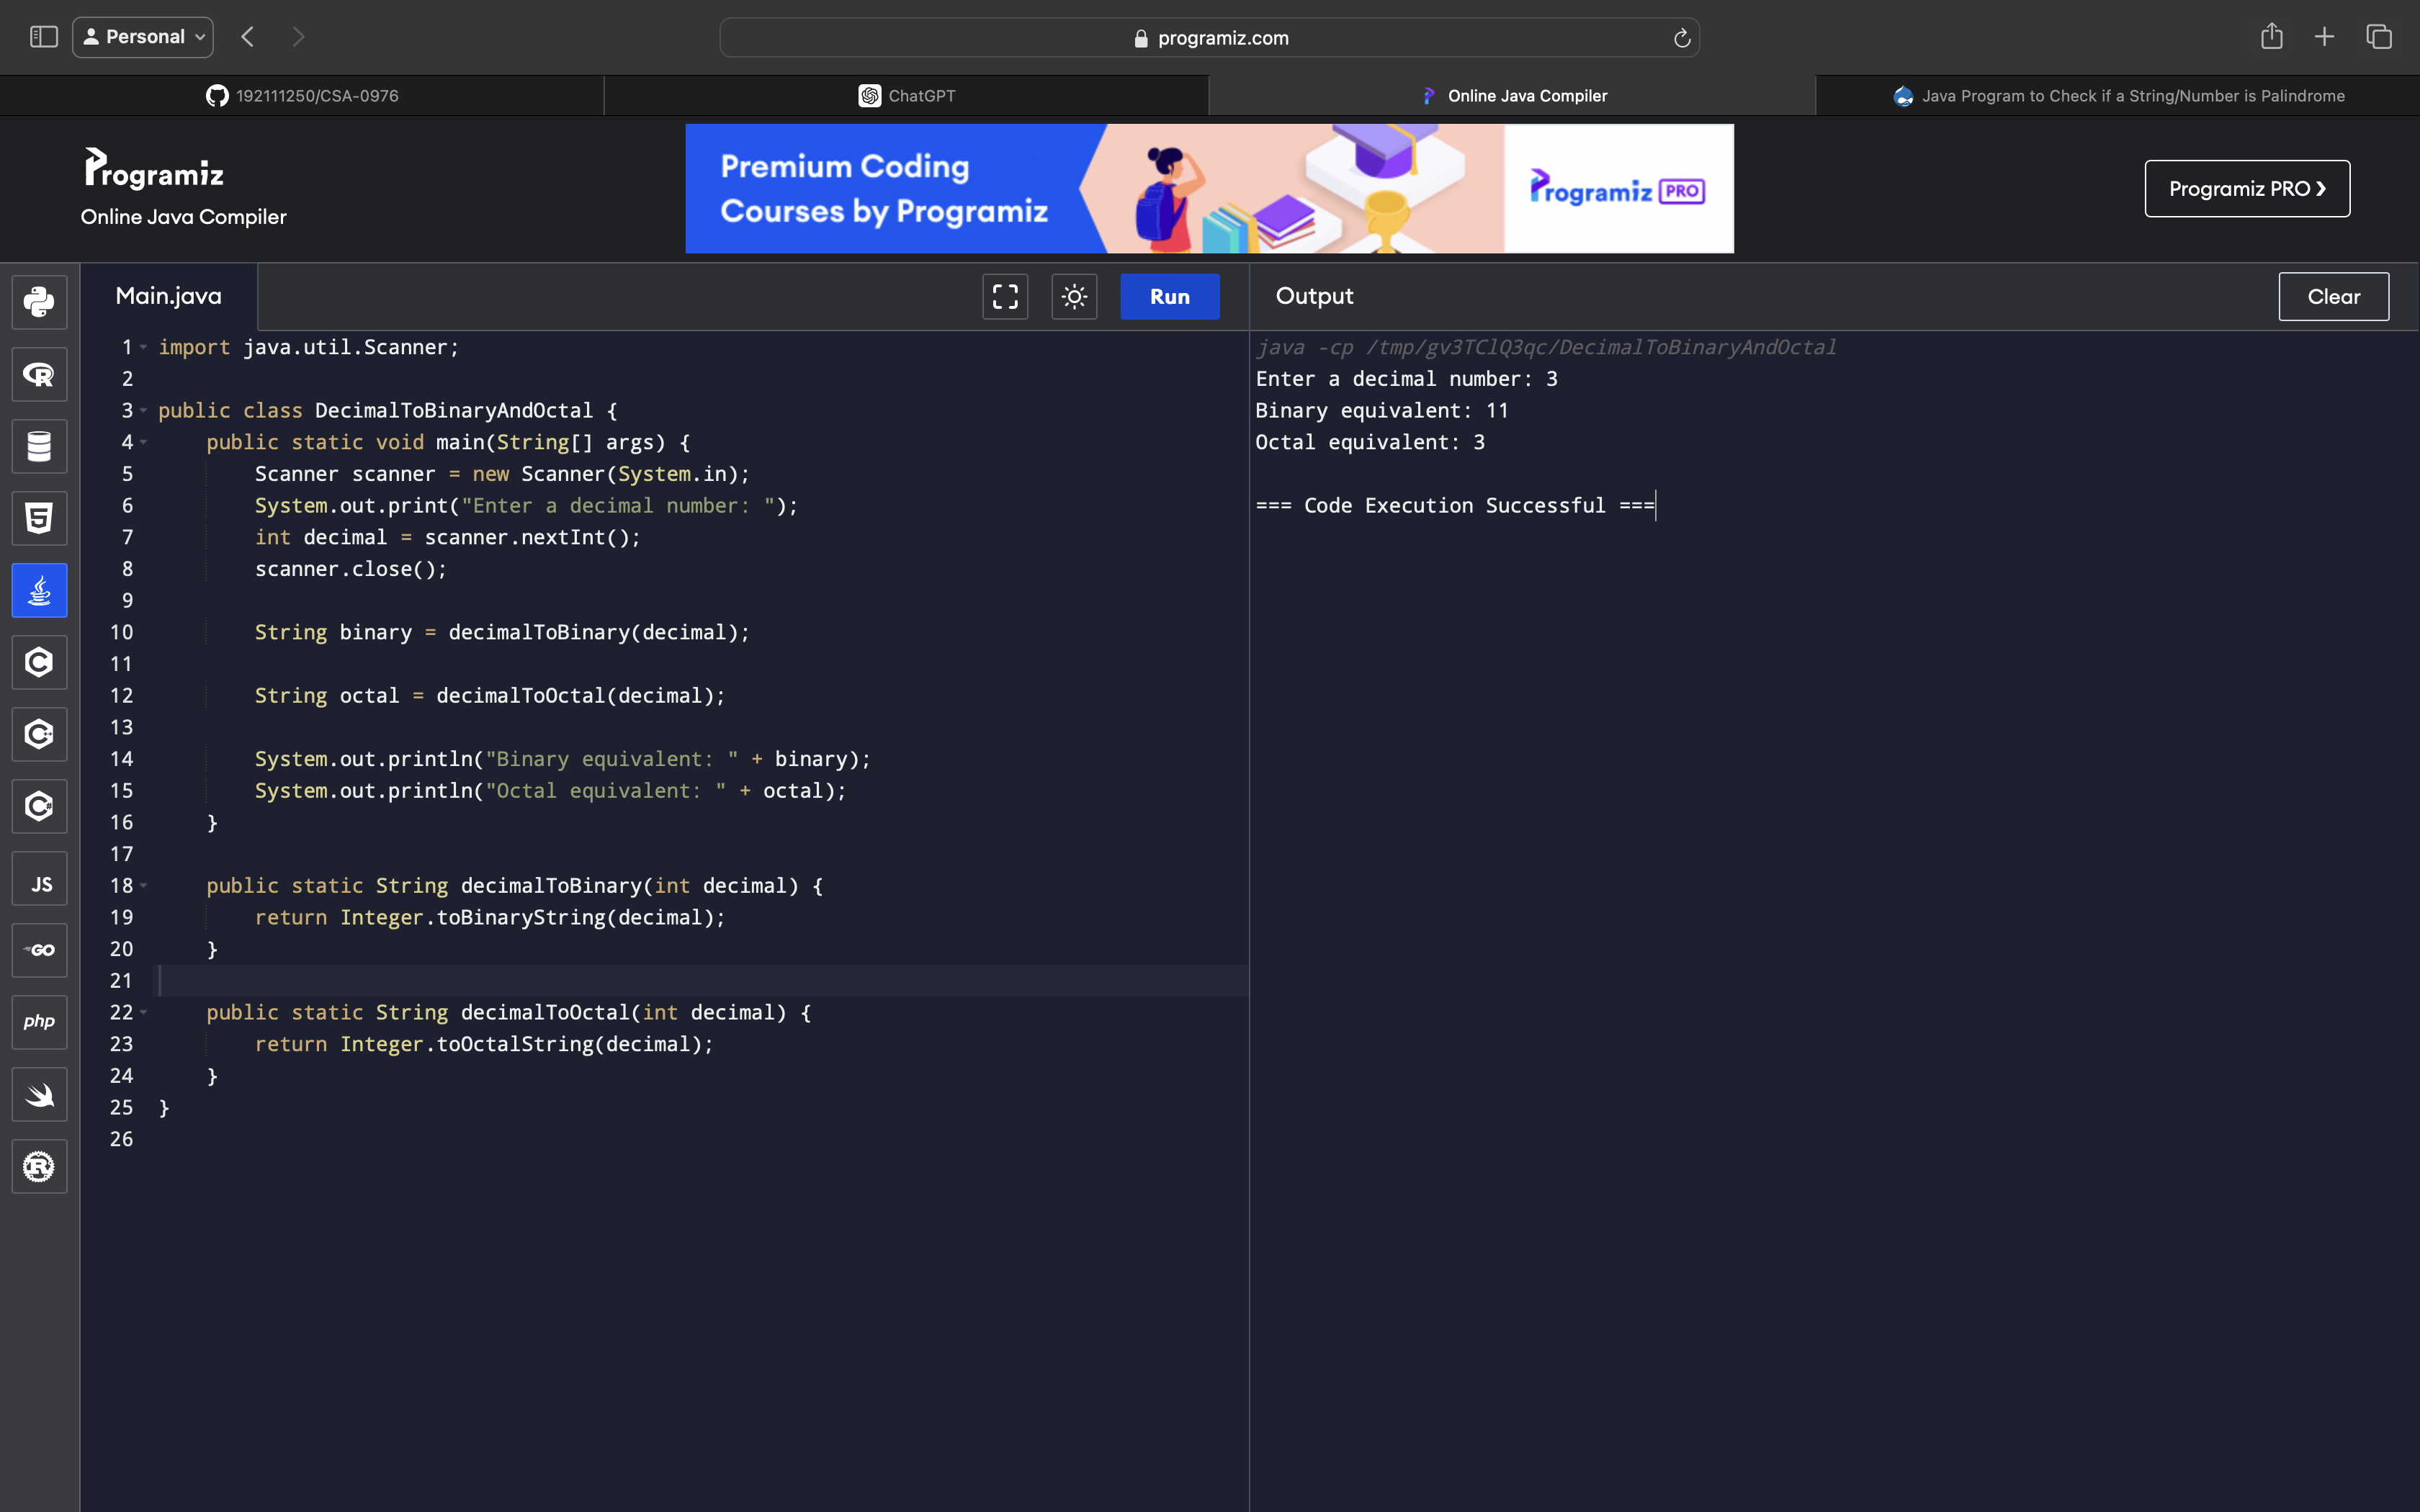 Personal
programiz.com
192111250/CSA-0976
ChatGPT
Online Java Compiler
Java Program to Check if a String/Number is Palindrome
Programiz
Online Java Compiler
Premium Coding
Courses by Programiz
Programiz PRO
Programiz PRO ❯
Main.java
Run
Output
Clear
1 import java.util.Scanner;
2
3 public class DecimalToBinaryAndOctal {
4     public static void main(String[] args) {
5         Scanner scanner = new Scanner(System.in);
6         System.out.print("Enter a decimal number: ");
7         int decimal = scanner.nextInt();
8         scanner.close();
9
10         String binary = decimalToBinary(decimal);
11
12         String octal = decimalToOctal(decimal);
13
14         System.out.println("Binary equivalent: " + binary);
15         System.out.println("Octal equivalent: " + octal);
16     }
17
18     public static String decimalToBinary(int decimal) {
19         return Integer.toBinaryString(decimal);
20     }
21
22     public static String decimalToOctal(int decimal) {
23         return Integer.toOctalString(decimal);
24     }
25 }
26
java -cp /tmp/gv3TClQ3qc/DecimalToBinaryAndOctal
Enter a decimal number: 3
Binary equivalent: 11
Octal equivalent: 3
=== Code Execution Successful ===
R
5
C
C++
C#
JS
GO
php
R